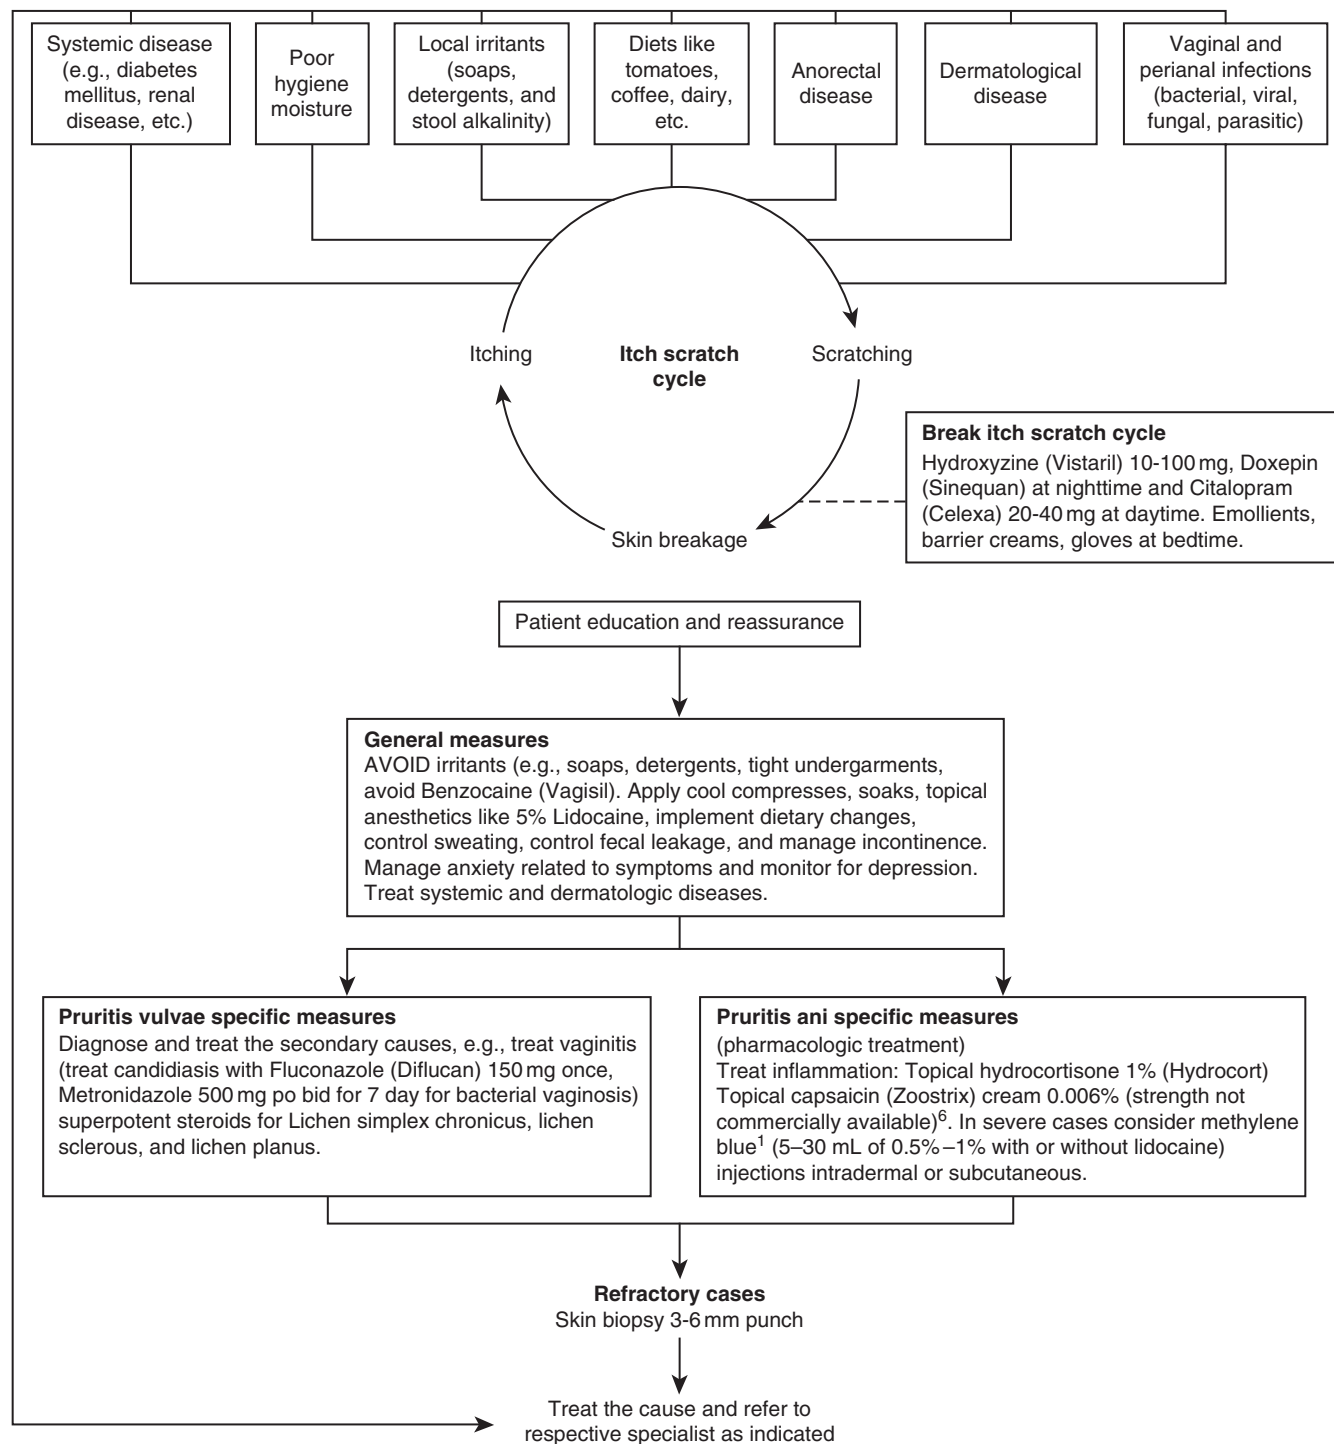 Systemic disease
(e.g., diabetes
mellitus, renal
disease, etc.)
Poor
hygiene
moisture
Local irritants
(soaps,
detergents, and
stool alkalinity)
Diets like
tomatoes,
coffee, dairy,
etc.
Anorectal
disease
Dermatological
disease
Vaginal and
perianal infections
(bacterial, viral,
fungal, parasitic)
Itching
Itch scratch
cycle
Scratching
Break itch scratch cycle
Hydroxyzine (Vistaril) 10-100 mg, Doxepin
(Sinequan) at nighttime and Citalopram
(Celexa) 20-40 mg at daytime. Emollients,
barrier creams, gloves at bedtime.
Skin breakage
Patient education and reassurance
General measures
AVOID irritants (e.g., soaps, detergents, tight undergarments,
avoid Benzocaine (Vagisil). Apply cool compresses, soaks, topical
anesthetics like 5% Lidocaine, implement dietary changes,
control sweating, control fecal leakage, and manage incontinence.
Manage anxiety related to symptoms and monitor for depression.
Treat systemic and dermatologic diseases.
Pruritis vulvae specific measures
Diagnose and treat the secondary causes, e.g., treat vaginitis
(treat candidiasis with Fluconazole (Diflucan) 150 mg once,
Metronidazole 500 mg po bid for 7 day for bacterial vaginosis)
superpotent steroids for Lichen simplex chronicus, lichen
sclerous, and lichen planus.
Pruritis ani specific measures
(pharmacologic treatment)
Treat inflammation: Topical hydrocortisone 1% (Hydrocort)
Topical capsaicin (Zoostrix) cream 0.006% (strength not
commercially available)⁶. In severe cases consider methylene
blue¹ (5–30 mL of 0.5%–1% with or without lidocaine)
injections intradermal or subcutaneous.
Refractory cases
Skin biopsy 3-6 mm punch
Treat the cause and refer to
respective specialist as indicated